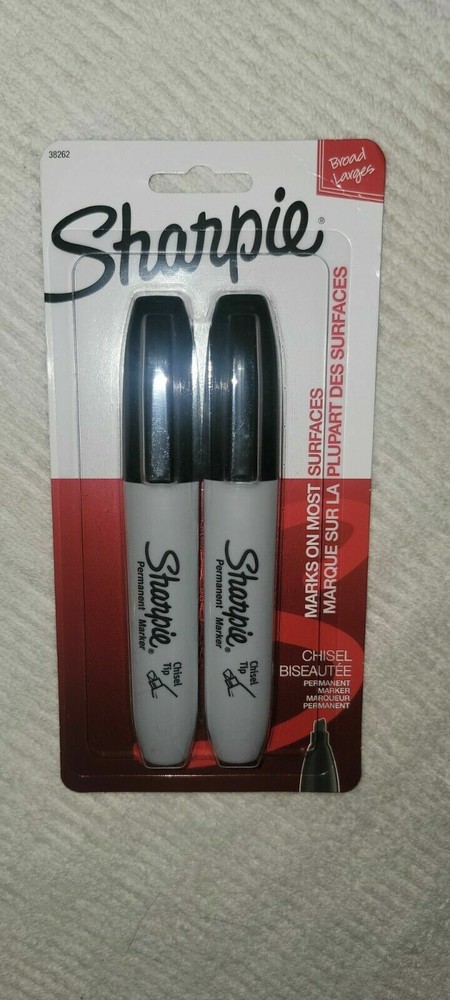 38262
Broad
Larges
Sharpie®
MARKS ON MOST SURFACES
MARQUE SUR LA PLUPART DES SURFACES
Sharpie®
Permanent Marker
Chisel
Tip
Sharpie®
Permanent Marker
Chisel
Tip
CHISEL
BISEAUTÉE
PERMANENT
MARKER
MARQUEUR
PERMANENT